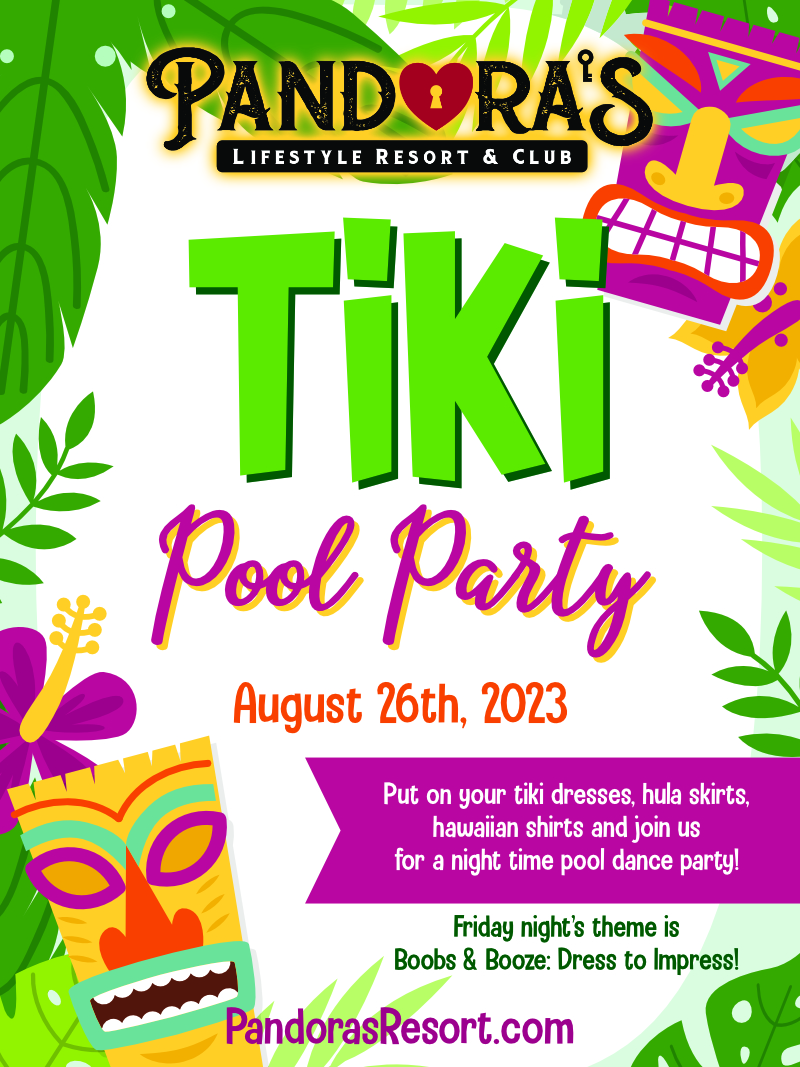 PANDORA'S
LIFESTYLE RESORT & CLUB
TiKi
Pool Party
August 26th, 2023
Put on your tiki dresses, hula skirts,
hawaiian shirts and join us
for a night time pool dance party!
Friday night's theme is
Boobs & Booze: Dress to Impress!
PandorasResort.com